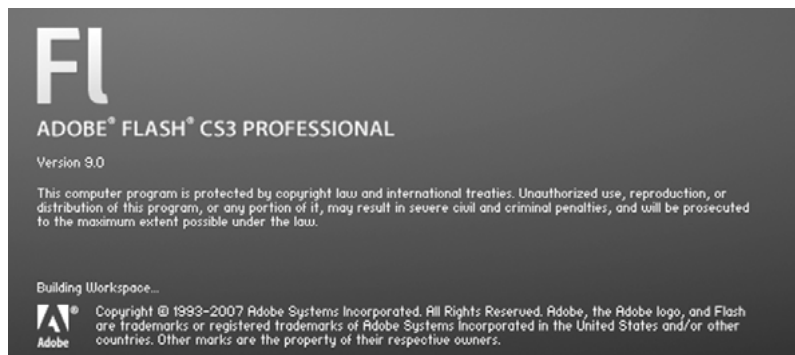 Fl
ADOBE® FLASH® CS3 PROFESSIONAL
Version 9.0
This computer program is protected by copyright law and international treaties. Unauthorized use, reproduction, or
distribution of this program, or any portion of it, may result in severe civil and criminal penalties, and will be prosecuted
to the maximum extent possible under the law.
Building Workspace...
Copyright © 1993-2007 Adobe Systems Incorporated. All Rights Reserved. Adobe, the Adobe logo, and Flash
are trademarks or registered trademarks of Adobe Systems Incorporated in the United States and/or other
countries. Other marks are the property of their respective owners.
®
Adobe